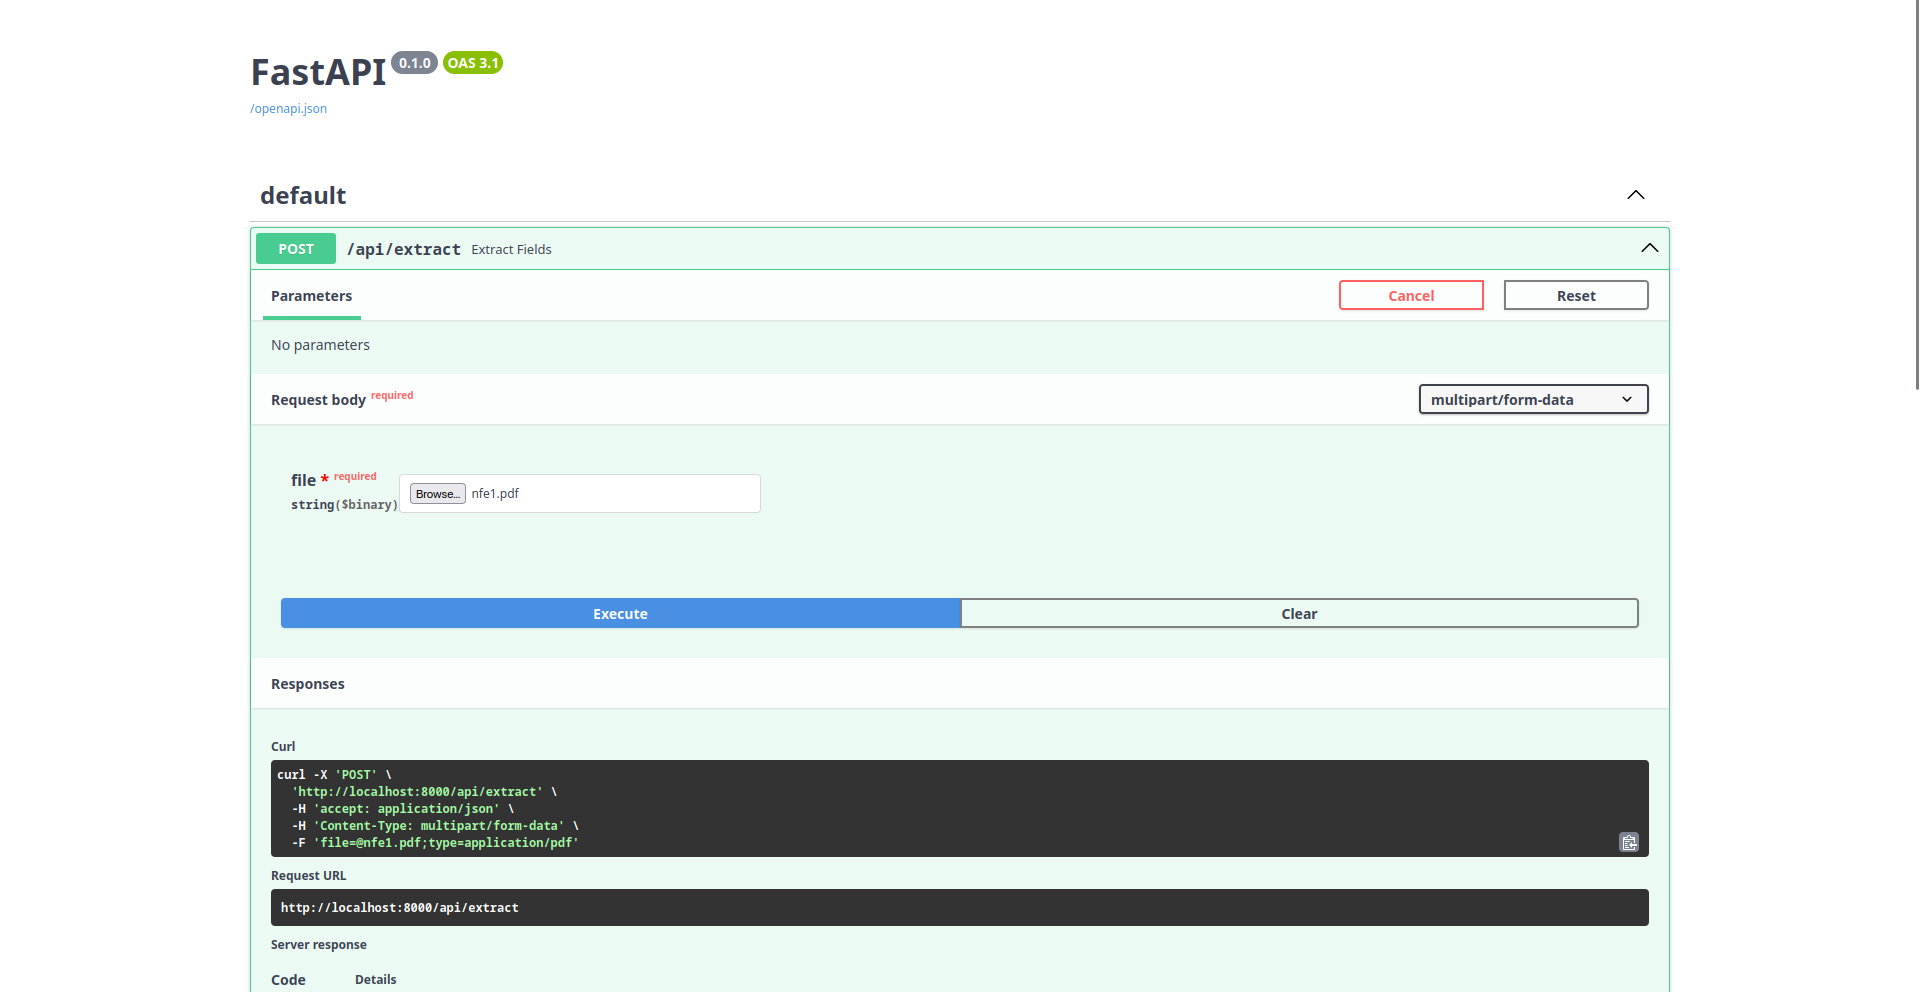 FastAPI 0.1.0 OAS 3.1
/openapi.json
default
POST /api/extract Extract Fields
Parameters Cancel Reset
No parameters
Request body required multipart/form-data
file * required
string($binary) Browse... nfe1.pdf
Execute Clear
Responses
Curl
curl -X 'POST' \
  'http://localhost:8000/api/extract' \
  -H 'accept: application/json' \
  -H 'Content-Type: multipart/form-data' \
  -F 'file=@nfe1.pdf;type=application/pdf'
Request URL
http://localhost:8000/api/extract
Server response
Code Details